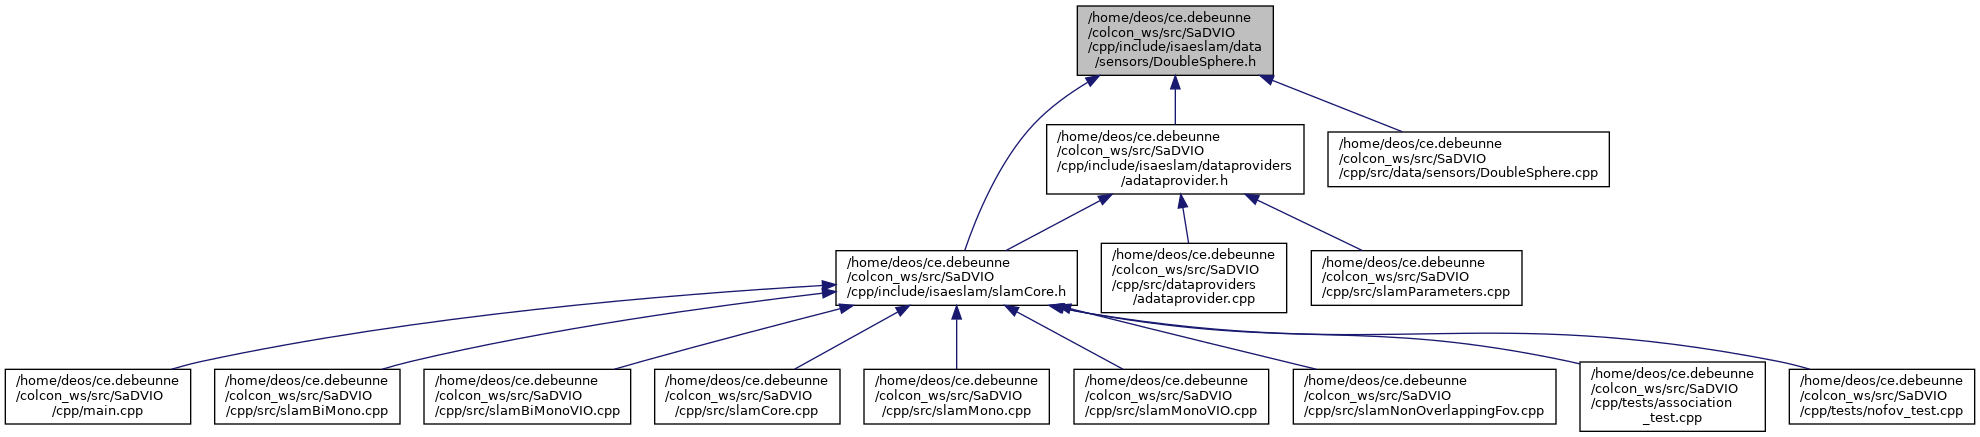 /home/deos/ce.debeunne
/colcon_ws/src/SaDVIO
/cpp/include/isaeslam/data
/sensors/DoubleSphere.h
/home/deos/ce.debeunne
/colcon_ws/src/SaDVIO
/cpp/include/isaeslam/dataproviders
/adataprovider.h
/home/deos/ce.debeunne
/colcon_ws/src/SaDVIO
/cpp/src/data/sensors/DoubleSphere.cpp
/home/deos/ce.debeunne
/colcon_ws/src/SaDVIO
/cpp/include/isaeslam/slamCore.h
/home/deos/ce.debeunne
/colcon_ws/src/SaDVIO
/cpp/src/dataproviders
/adataprovider.cpp
/home/deos/ce.debeunne
/colcon_ws/src/SaDVIO
/cpp/src/slamParameters.cpp
/home/deos/ce.debeunne
/colcon_ws/src/SaDVIO
/cpp/main.cpp
/home/deos/ce.debeunne
/colcon_ws/src/SaDVIO
/cpp/src/slamBiMono.cpp
/home/deos/ce.debeunne
/colcon_ws/src/SaDVIO
/cpp/src/slamBiMonoVIO.cpp
/home/deos/ce.debeunne
/colcon_ws/src/SaDVIO
/cpp/src/slamCore.cpp
/home/deos/ce.debeunne
/colcon_ws/src/SaDVIO
/cpp/src/slamMono.cpp
/home/deos/ce.debeunne
/colcon_ws/src/SaDVIO
/cpp/src/slamMonoVIO.cpp
/home/deos/ce.debeunne
/colcon_ws/src/SaDVIO
/cpp/src/slamNonOverlappingFov.cpp
/home/deos/ce.debeunne
/colcon_ws/src/SaDVIO
/cpp/tests/association
_test.cpp
/home/deos/ce.debeunne
/colcon_ws/src/SaDVIO
/cpp/tests/nofov_test.cpp